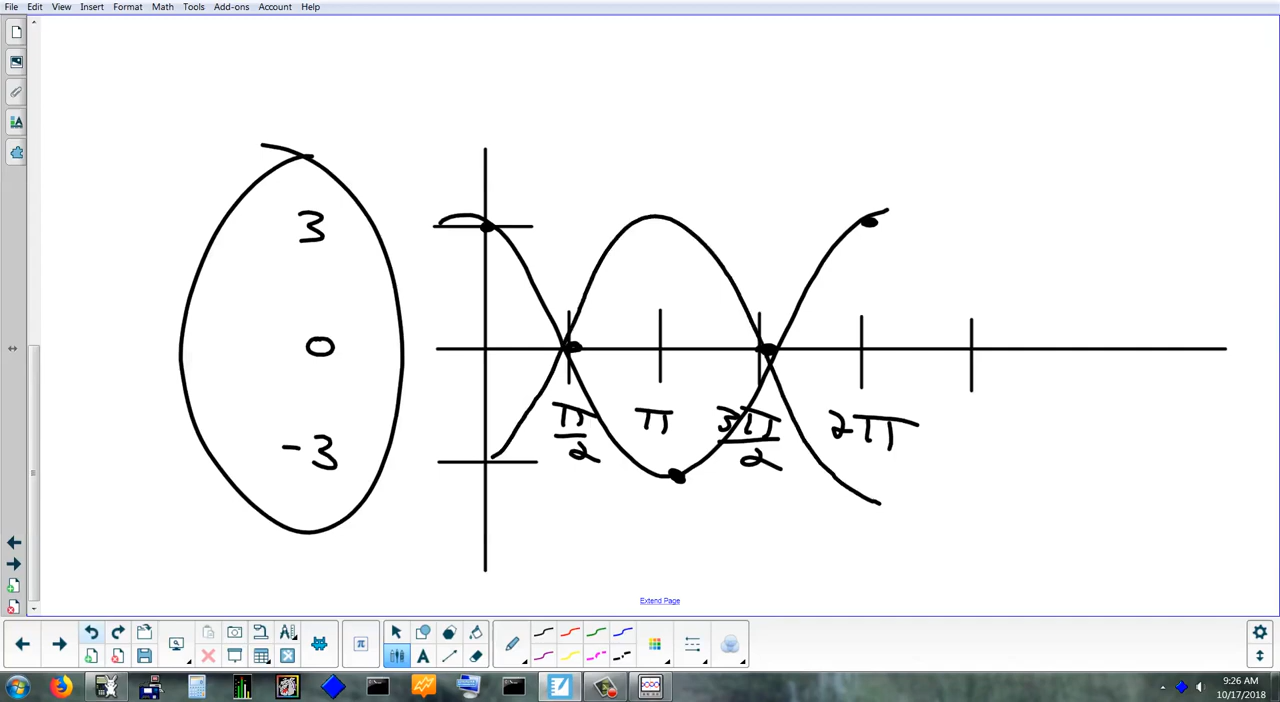 File Edit View Insert Format Math Tools Add-ons Account Help
3
0
-3
π/2 π 3π/2 2π
Extend Page
π
A
9:26 AM
10/17/2018